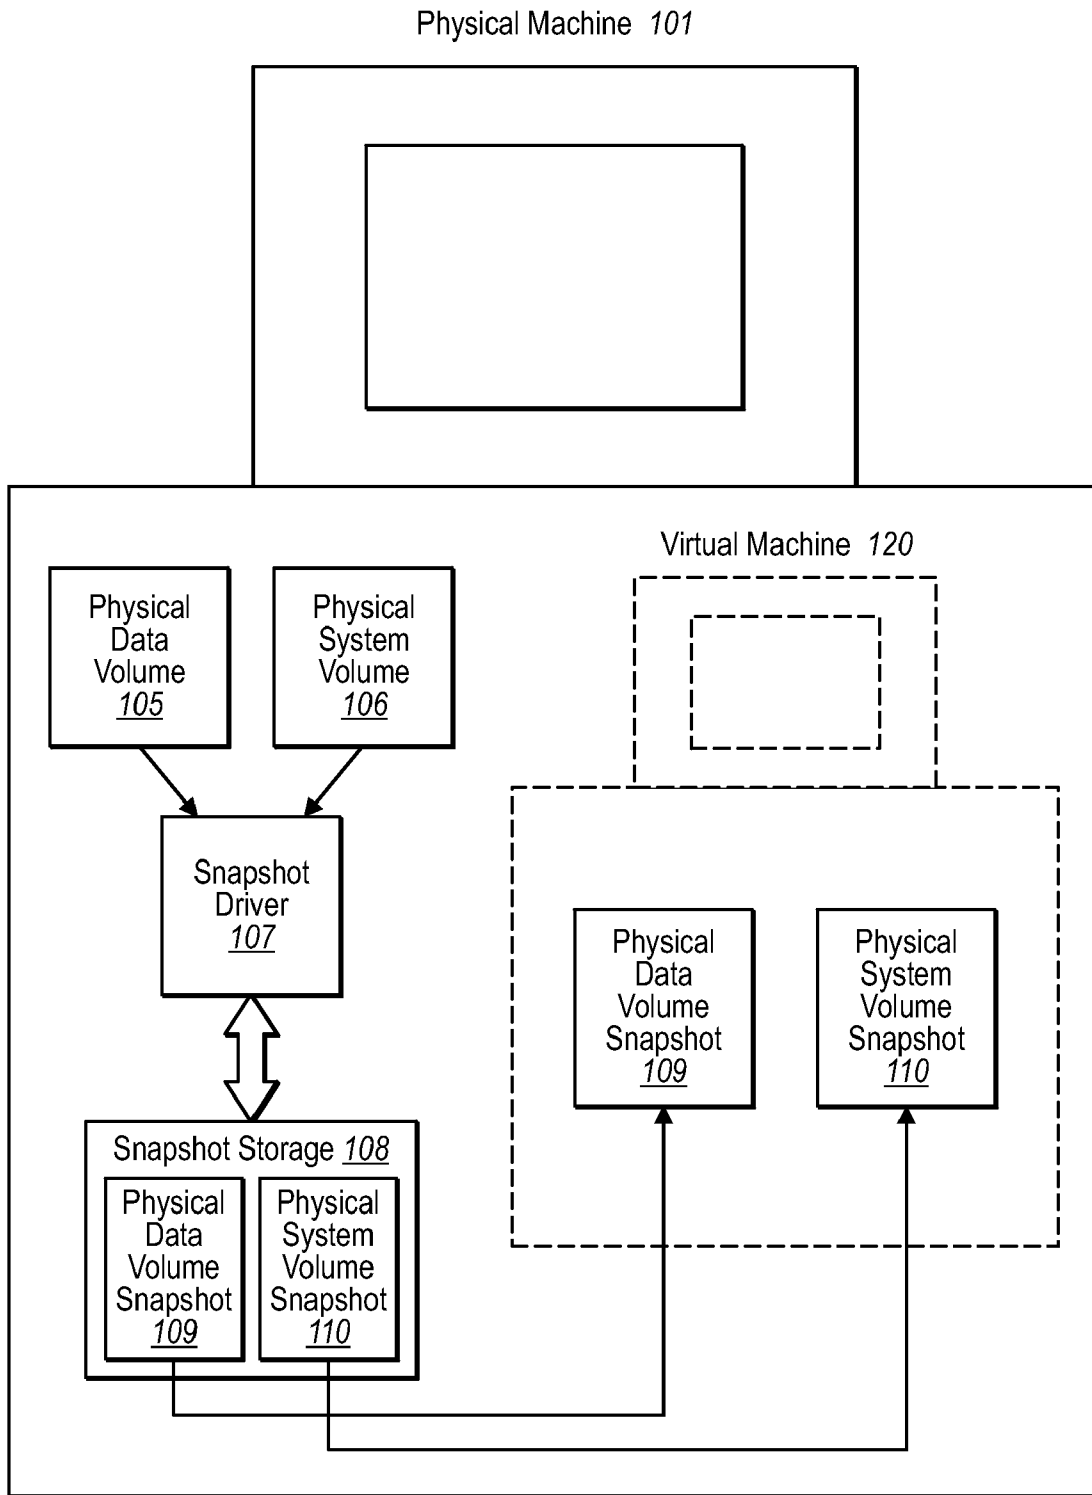 Physical Machine 101
Virtual Machine 120
Physical
Data
Volume
105
Physical
System
Volume
106
Snapshot
Driver
107
Physical
Data
Volume
Snapshot
109
Physical
System
Volume
Snapshot
110
Snapshot Storage 108
Physical
Data
Volume
Snapshot
109
Physical
System
Volume
Snapshot
110